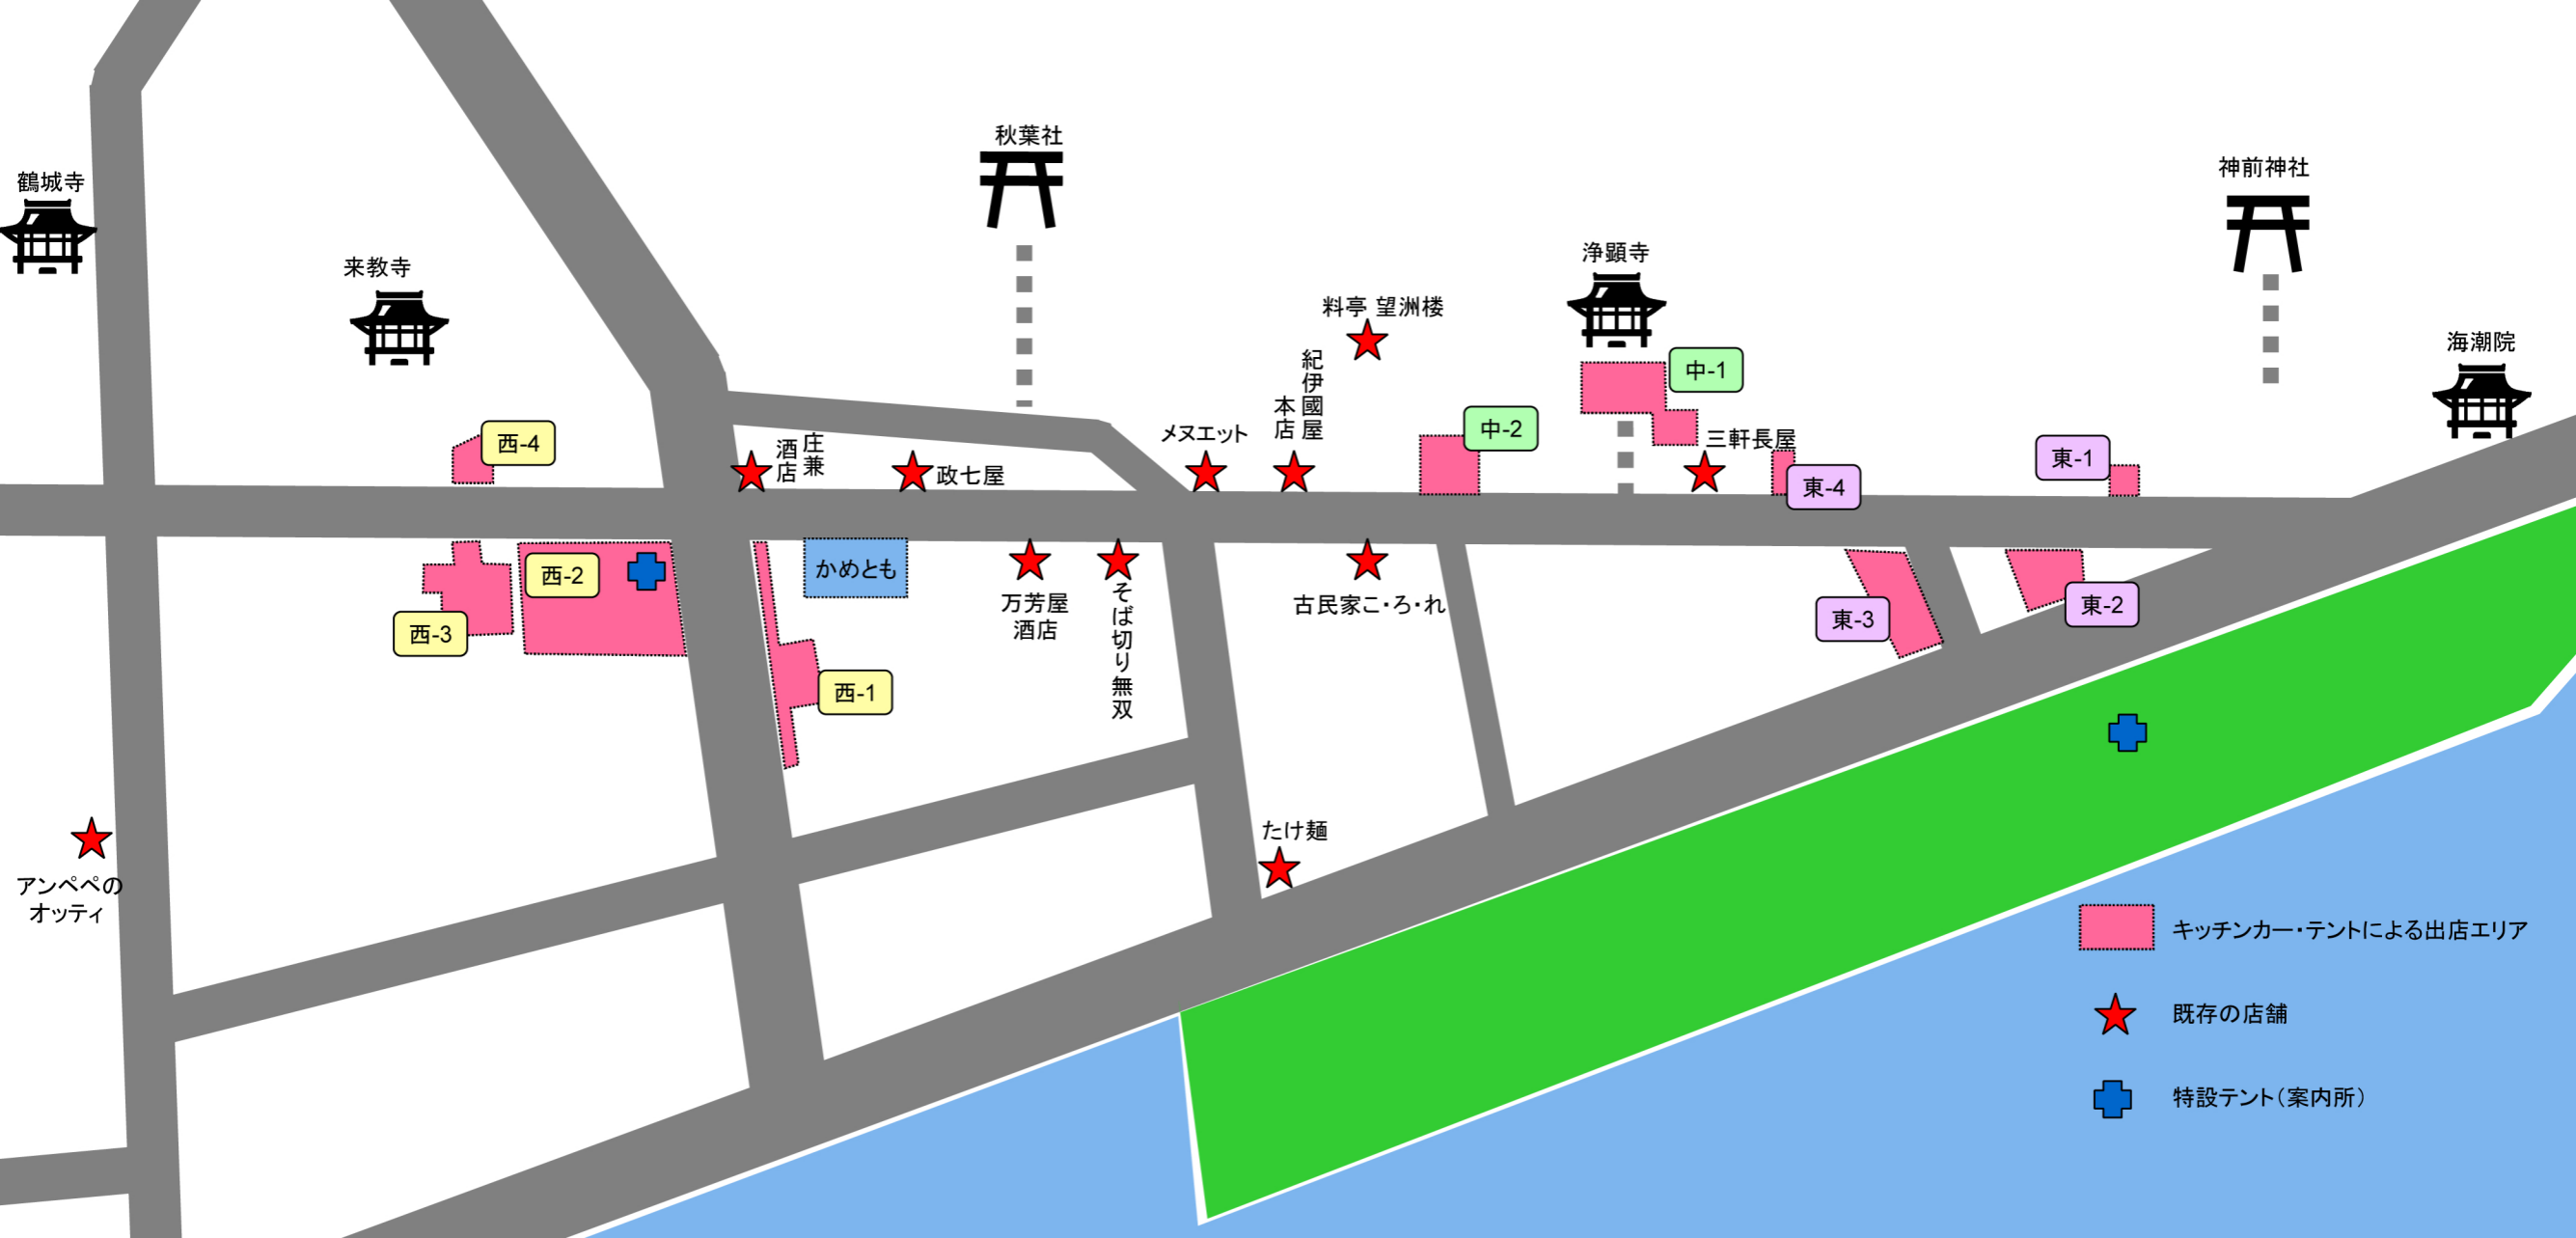 秋葉社
神前神社
鶴城寺
浄顕寺
来教寺
料亭 望洲楼
海潮院
紀伊國屋
本店
中-1
中-2
西-4
メヌエット
庄兼
酒店
政七屋
三軒長屋
東-4
東-1
西-2
かめとも
西-3
万芳屋
酒店
そば切り無双
古民家こ・ろ・れ
東-3
東-2
西-1
たけ麺
アンペペの
オッティ
キッチンカー・テントによる出店エリア
既存の店舗
特設テント(案内所)